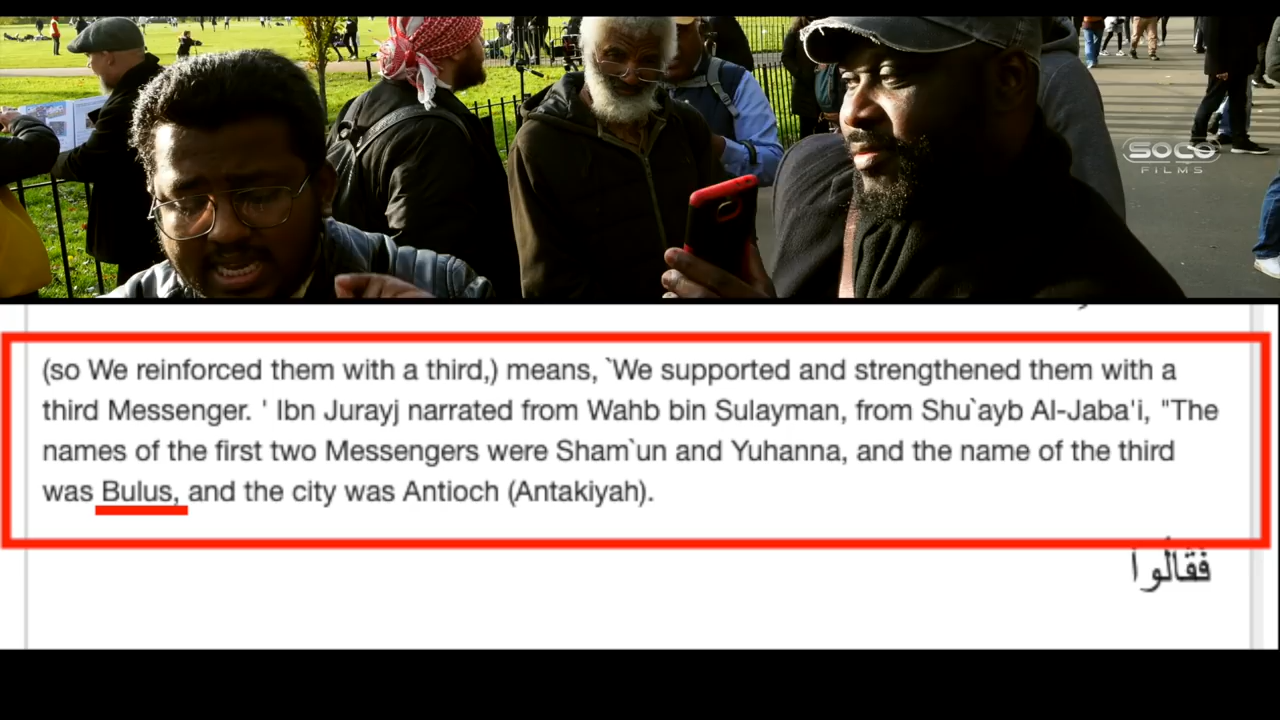 SOCO
FILMS
(so We reinforced them with a third,) means, `We supported and strengthened them with a
third Messenger. ' Ibn Jurayj narrated from Wahb bin Sulayman, from Shu`ayb Al-Jaba'i, "The
names of the first two Messengers were Sham`un and Yuhanna, and the name of the third
was Bulus, and the city was Antioch (Antakiyah).
فَقَالُوا